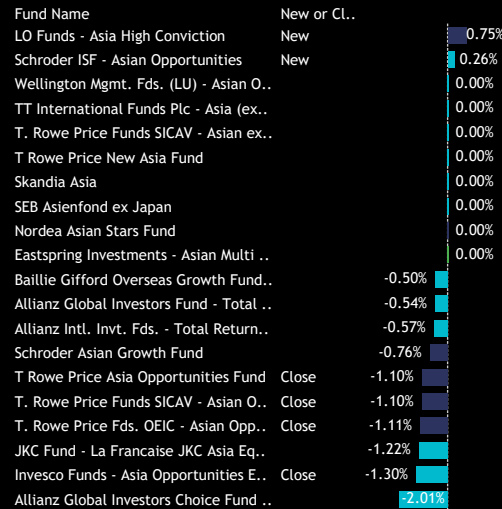 Fund Name New or Cl..
LO Funds - Asia High Conviction New 0.75%
Schroder ISF - Asian Opportunities New 0.26%
Wellington Mgmt. Fds. (LU) - Asian O.. 0.00%
TT International Funds Plc - Asia (ex.. 0.00%
T. Rowe Price Funds SICAV - Asian ex.. 0.00%
T Rowe Price New Asia Fund 0.00%
Skandia Asia 0.00%
SEB Asienfond ex Japan 0.00%
Nordea Asian Stars Fund 0.00%
Eastspring Investments - Asian Multi .. 0.00%
Baillie Gifford Overseas Growth Fund.. -0.50%
Allianz Global Investors Fund - Total .. -0.54%
Allianz Intl. Invt. Fds. - Total Return.. -0.57%
Schroder Asian Growth Fund -0.76%
T Rowe Price Asia Opportunities Fund Close -1.10%
T. Rowe Price Funds SICAV - Asian O.. Close -1.10%
T. Rowe Price Fds. OEIC - Asian Opp.. Close -1.11%
JKC Fund - La Francaise JKC Asia Eq.. -1.22%
Invesco Funds - Asia Opportunities E.. Close -1.30%
Allianz Global Investors Choice Fund .. -2.01%